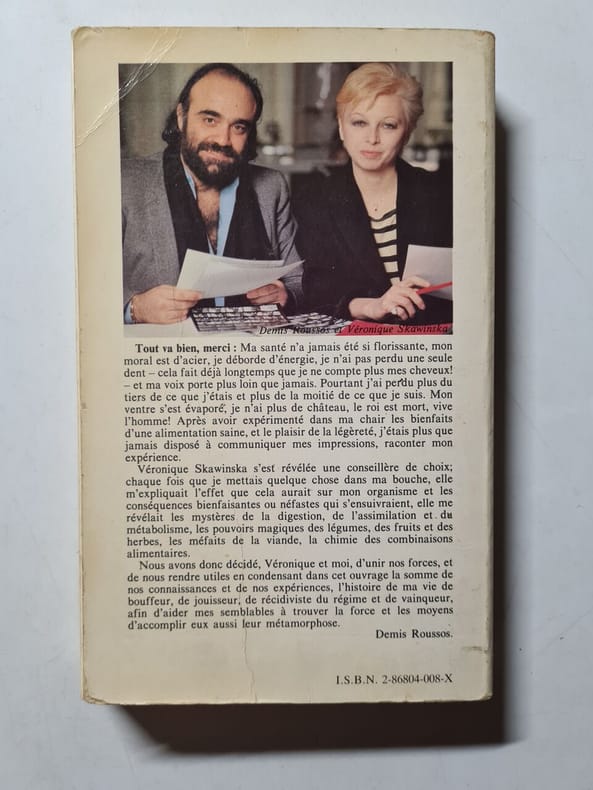 Demis Roussos et Véronique Skawinska.
Tout va bien, merci : Ma santé n'a jamais été si florissante, mon
moral est d'acier, je déborde d'énergie, je n'ai pas perdu une seule
dent – cela fait déjà longtemps que je ne compte plus mes cheveux!
– et ma voix porte plus loin que jamais. Pourtant j'ai perdu plus du
tiers de ce que j'étais et plus de la moitié de ce que je suis. Mon
ventre s'est évaporé, je n'ai plus de château, le roi est mort, vive
l'homme! Après avoir expérimenté dans ma chair les bienfaits
d'une alimentation saine, et le plaisir de la légèreté, j'étais plus que
jamais disposé à communiquer mes impressions, raconter mon
expérience.
Véronique Skawinska s'est révélée une conseillère de choix;
chaque fois que je mettais quelque chose dans ma bouche, elle
m'expliquait l'effet que cela aurait sur mon organisme et les
conséquences bienfaisantes ou néfastes qui s'ensuivraient, elle me
révélait les mystères de la digestion, de l'assimilation et du
métabolisme, les pouvoirs magiques des légumes, des fruits et des
herbes, les méfaits de la viande, la chimie des combinaisons
alimentaires.
Nous avons donc décidé, Véronique et moi, d'unir nos forces, et
de nous rendre utiles en condensant dans cet ouvrage la somme de
nos connaissances et de nos expériences, l'histoire de ma vie de
bouffeur, de jouisseur, de récidiviste du régime et de vainqueur,
afin d'aider mes semblables à trouver la force et les moyens
d'accomplir eux aussi leur métamorphose.
Demis Roussos.
I.S.B.N. 2-86804-008-X